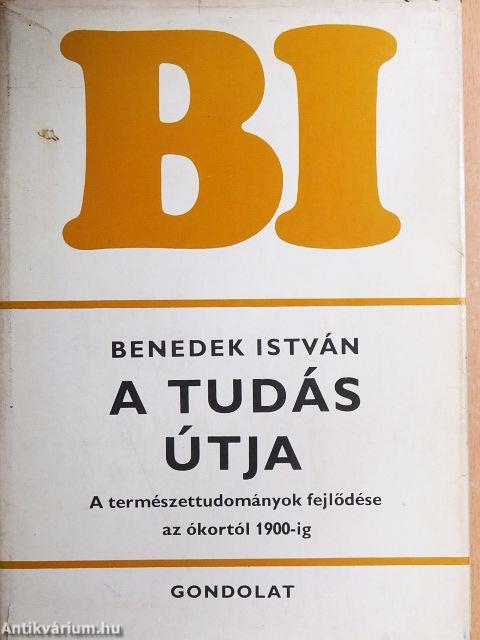 BI
BENEDEK ISTVÁN
A TUDÁS
ÚTJA
A természettudományok fejlődése
az ókortól 1900-ig
GONDOLAT
Antikvárium.hu